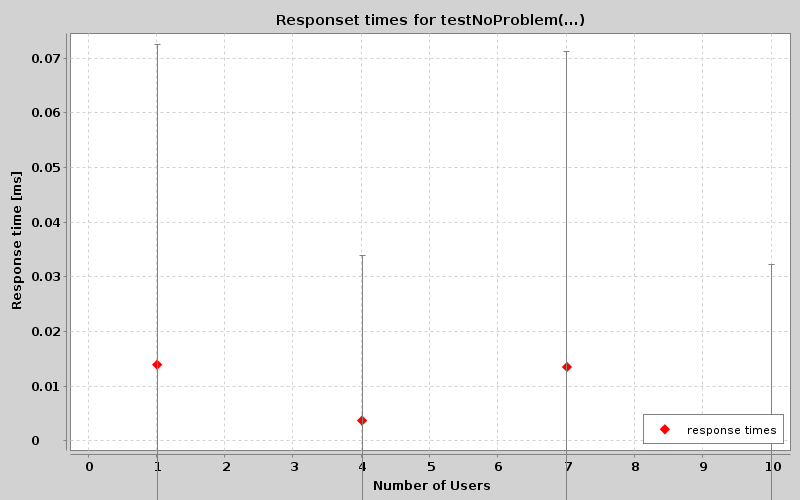 Responset times for testNoProblem(...)
0.07
0.06
0.05
0.04
0.03
0.02
0.01
0
Response time [ms]
response times
0 1 2 3 4 5 6 7 8 9 10
Number of Users